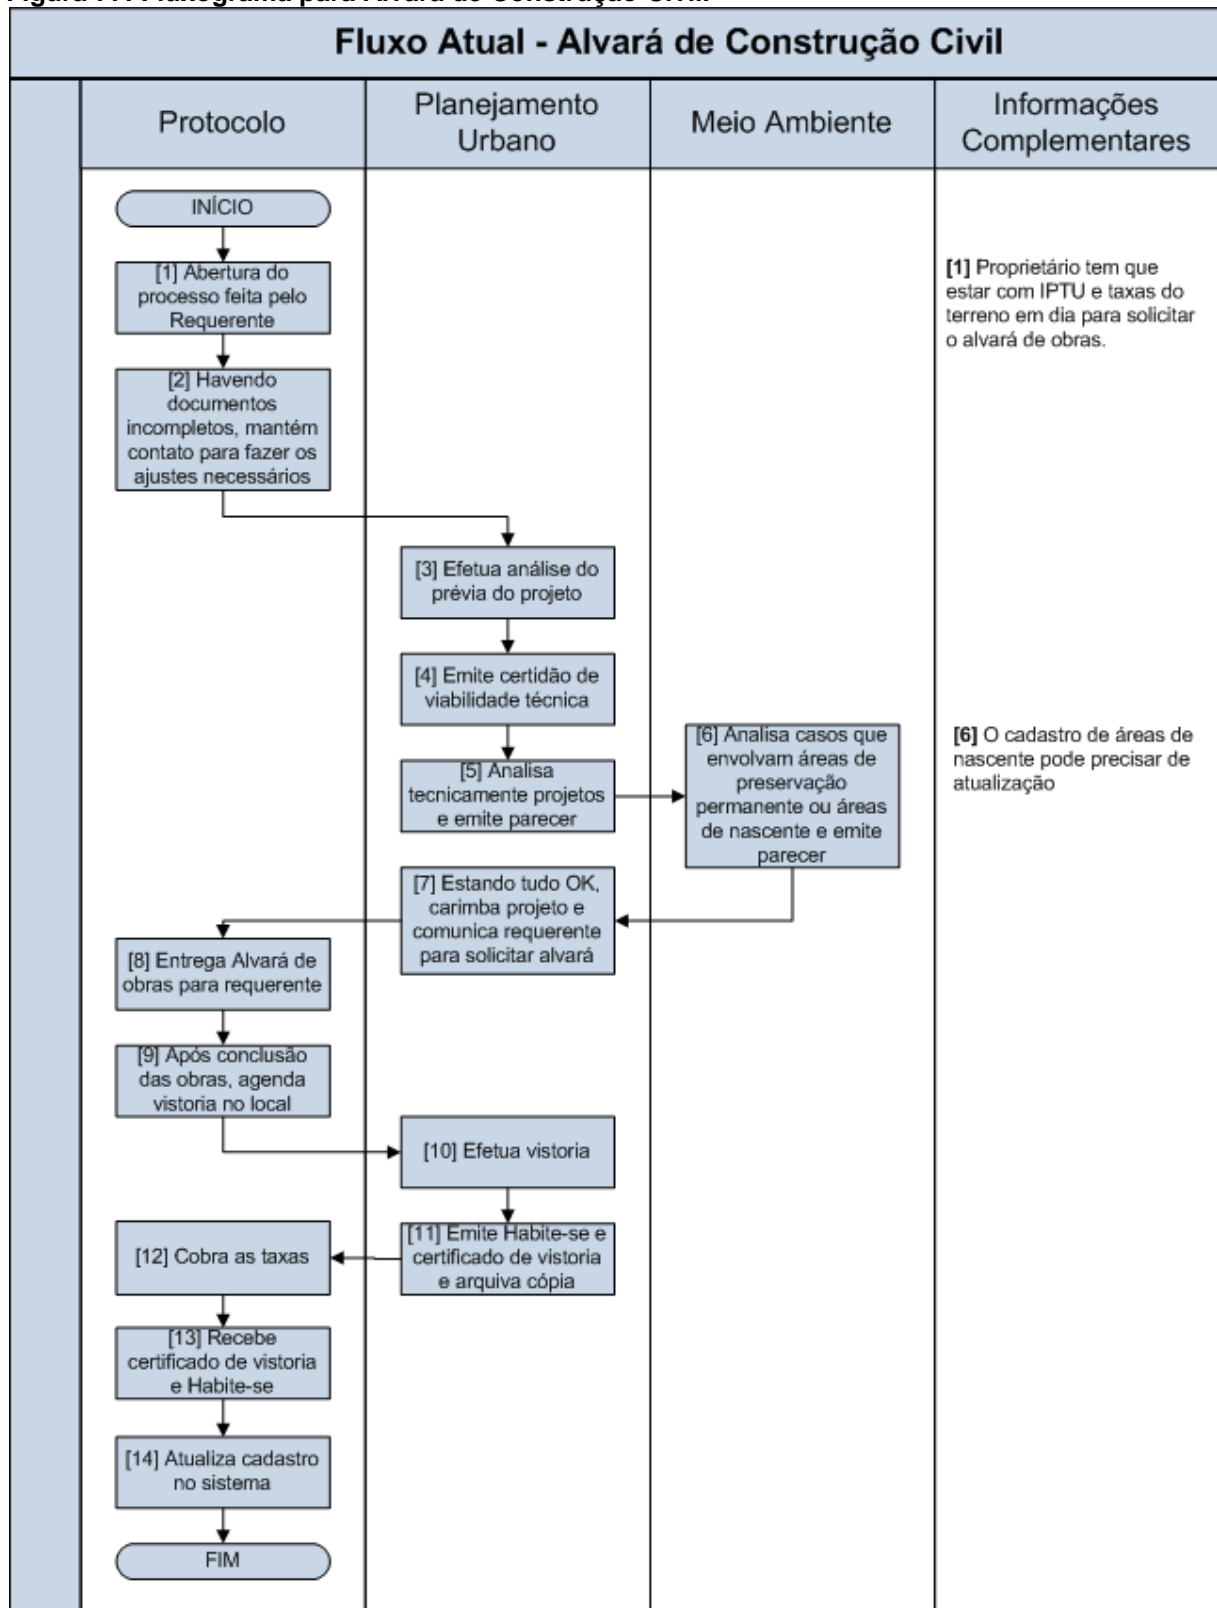 Fluxo Atual - Alvará de Construção Civil
Protocolo
Planejamento
Urbano
Meio Ambiente
Informações
Complementares
INÍCIO
[1] Abertura do
processo feita pelo
Requerente
[1] Proprietário tem que
estar com IPTU e taxas do
terreno em dia para solicitar
o alvará de obras.
[2] Havendo
documentos
incompletos, mantém
contato para fazer os
ajustes necessários
[3] Efetua análise do
prévia do projeto
[4] Emite certidão de
viabilidade técnica
[5] Analisa
tecnicamente projetos
e emite parecer
[6] Analisa casos que
envolvam áreas de
preservação
permanente ou áreas
de nascente e emite
parecer
[6] O cadastro de áreas de
nascente pode precisar de
atualização
[7] Estando tudo OK,
carimba projeto e
comunica requerente
para solicitar alvará
[8] Entrega Alvará de
obras para requerente
[9] Após conclusão
das obras, agenda
vistoria no local
[10] Efetua vistoria
[11] Emite Habite-se e
certificado de vistoria
e arquiva cópia
[12] Cobra as taxas
[13] Recebe
certificado de vistoria
e Habite-se
[14] Atualiza cadastro
no sistema
FIM